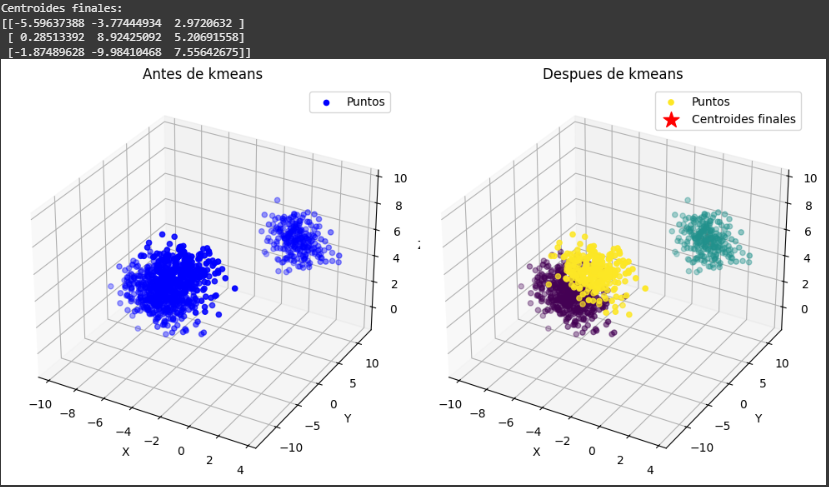 Centroides finales:
[[-5.59637388 -3.77444934  2.9720632 ]
 [ 0.28513392  8.92425092  5.20691558]
 [-1.87489628 -9.98410468  7.55642675]]
Antes de kmeans
Puntos
10
8
6
4
2
0
−10
−8
−6
−4
−2
0
2
4
X
−10
−5
0
5
10
Y
Despues de kmeans
Puntos
Centroides finales
10
8
6
4
2
0
−10
−8
−6
−4
−2
0
2
4
X
−10
−5
0
5
10
Y